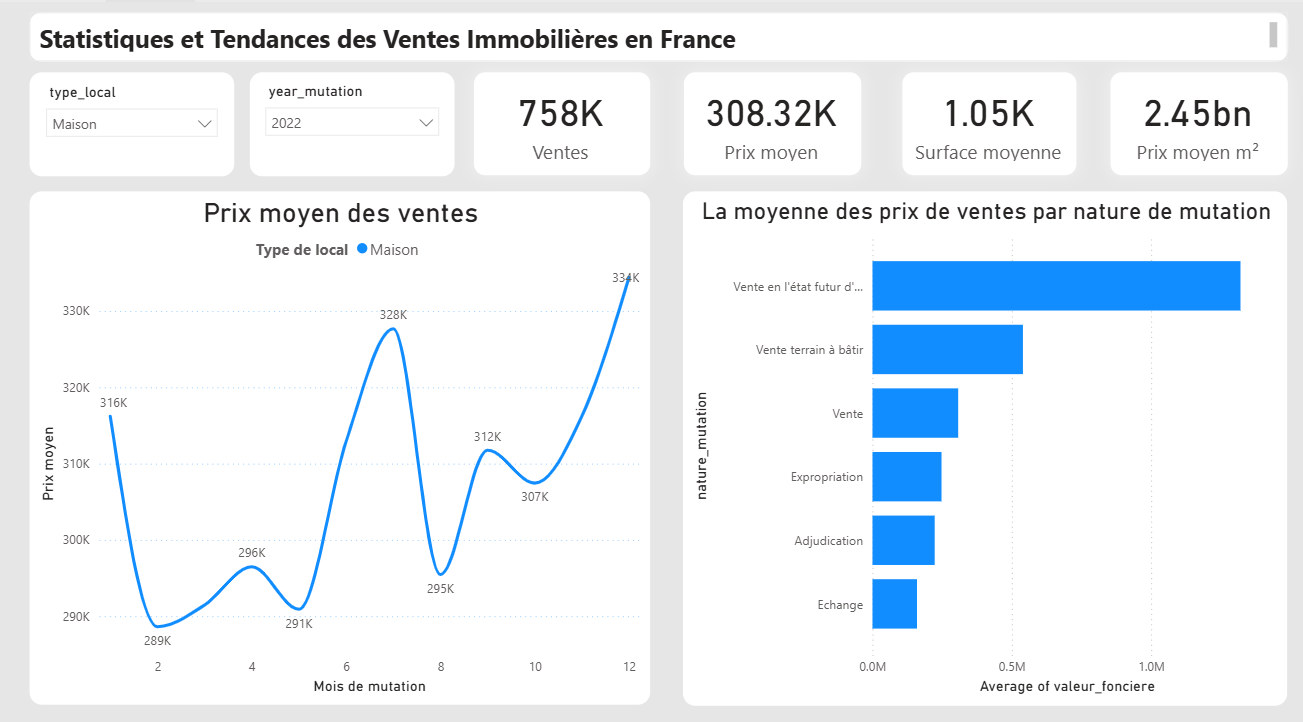 Statistiques et Tendances des Ventes Immobilières en France
type_local
Maison
year_mutation
2022
758K
Ventes
308.32K
Prix moyen
1.05K
Surface moyenne
2.45bn
Prix moyen m²
Prix moyen des ventes
Type de local Maison
334K
330K
328K
320K
316K
312K
310K
307K
300K
296K
295K
291K
290K
289K
Prix moyen
2 4 6 8 10 12
Mois de mutation
La moyenne des prix de ventes par nature de mutation
nature_mutation
Vente en l'état futur d'...
Vente terrain à bâtir
Vente
Expropriation
Adjudication
Echange
0.0M 0.5M 1.0M
Average of valeur_fonciere